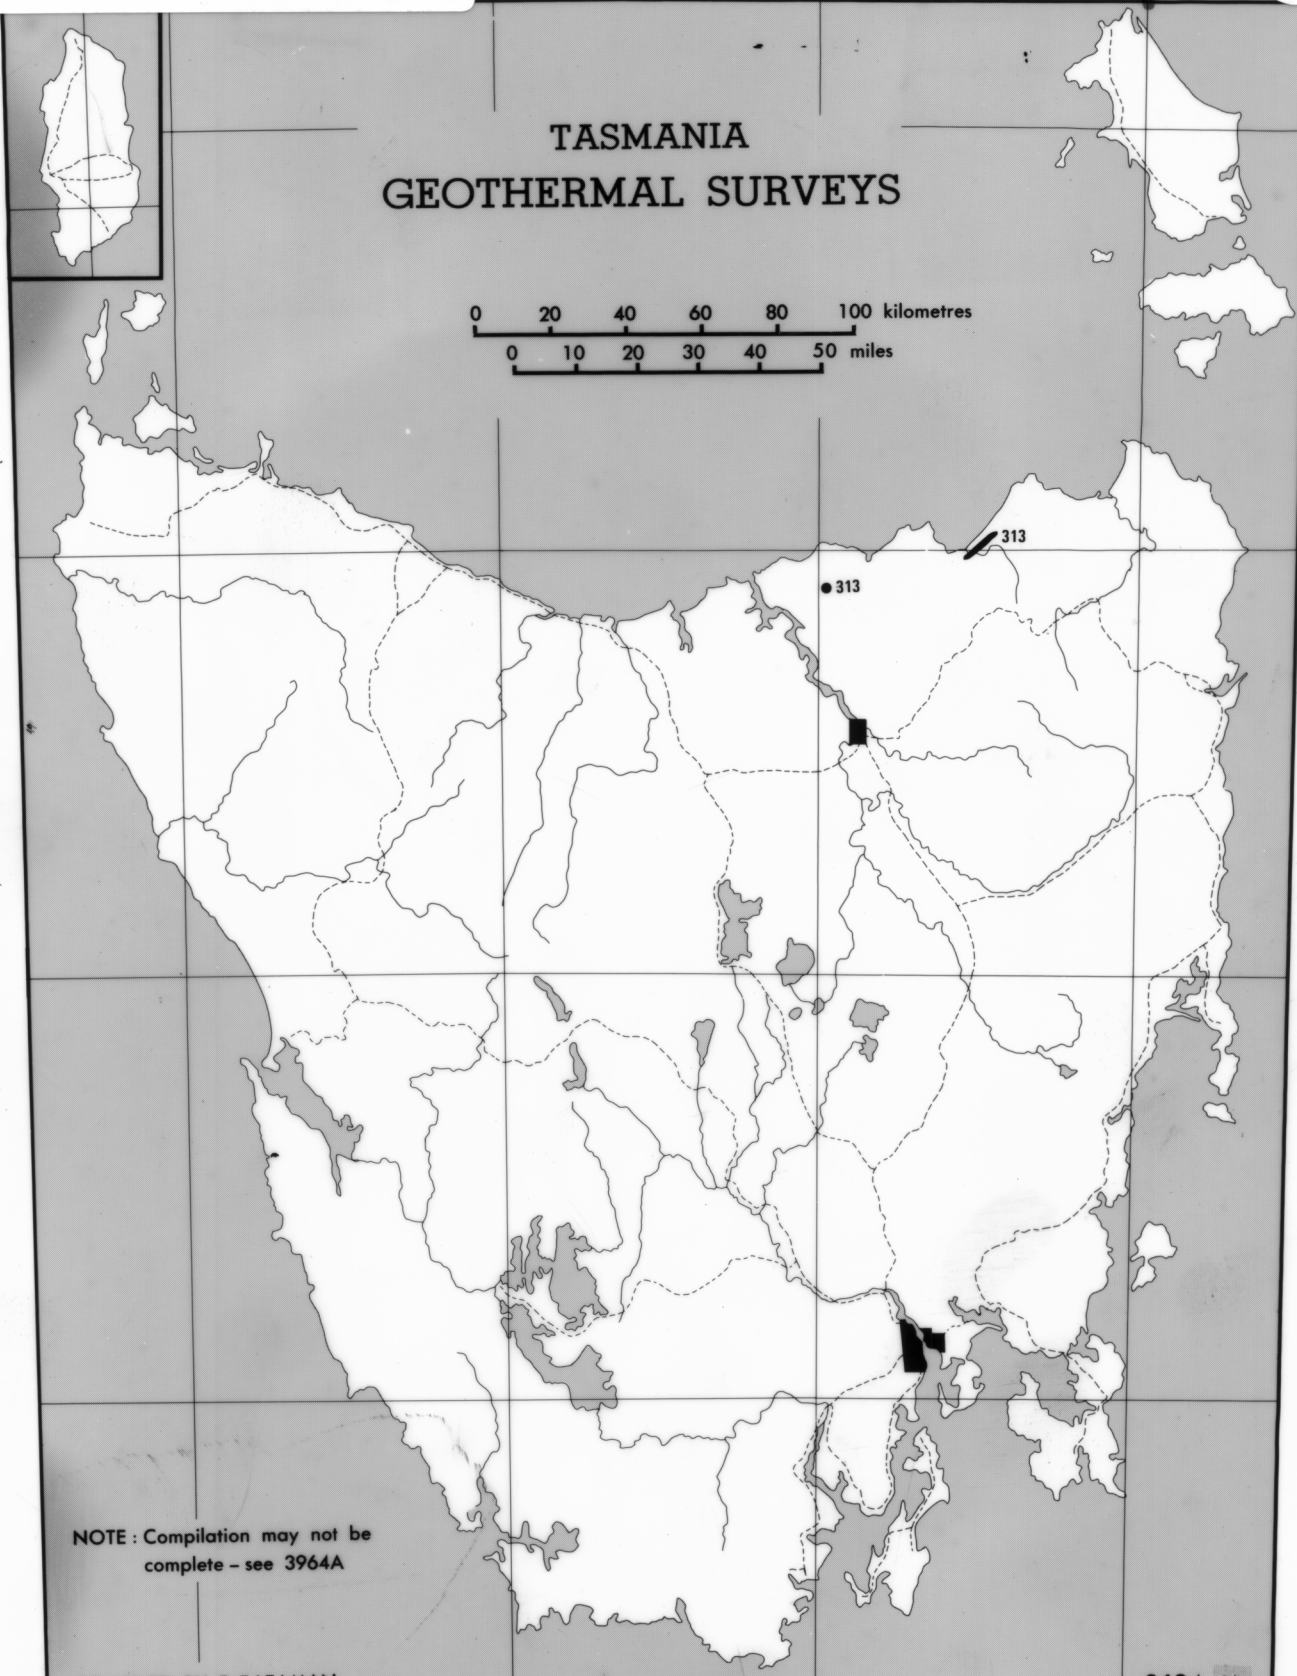 TASMANIA
GEOTHERMAL SURVEYS
0 20 40 60 80 100 kilometres
0 10 20 30 40 50 miles
313
313
NOTE : Compilation may not be
complete – see 3964A